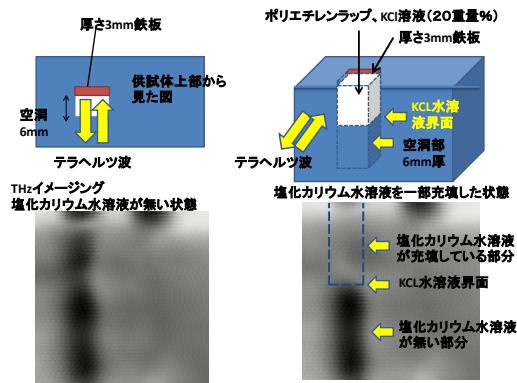 厚さ3mm鉄板
供試体上部から
見た図
空洞
6mm
テラヘルツ波
ポリエチレンラップ、KCl溶液(20重量%)
厚さ3mm鉄板
KCL水溶
液界面
空洞部
6mm厚
テラヘルツ波
THzイメージング
塩化カリウム水溶液が無い状態
塩化カリウム水溶液を一部充填した状態
塩化カリウム水溶液
が充填している部分
KCL水溶液界面
塩化カリウム水溶液
が無い部分